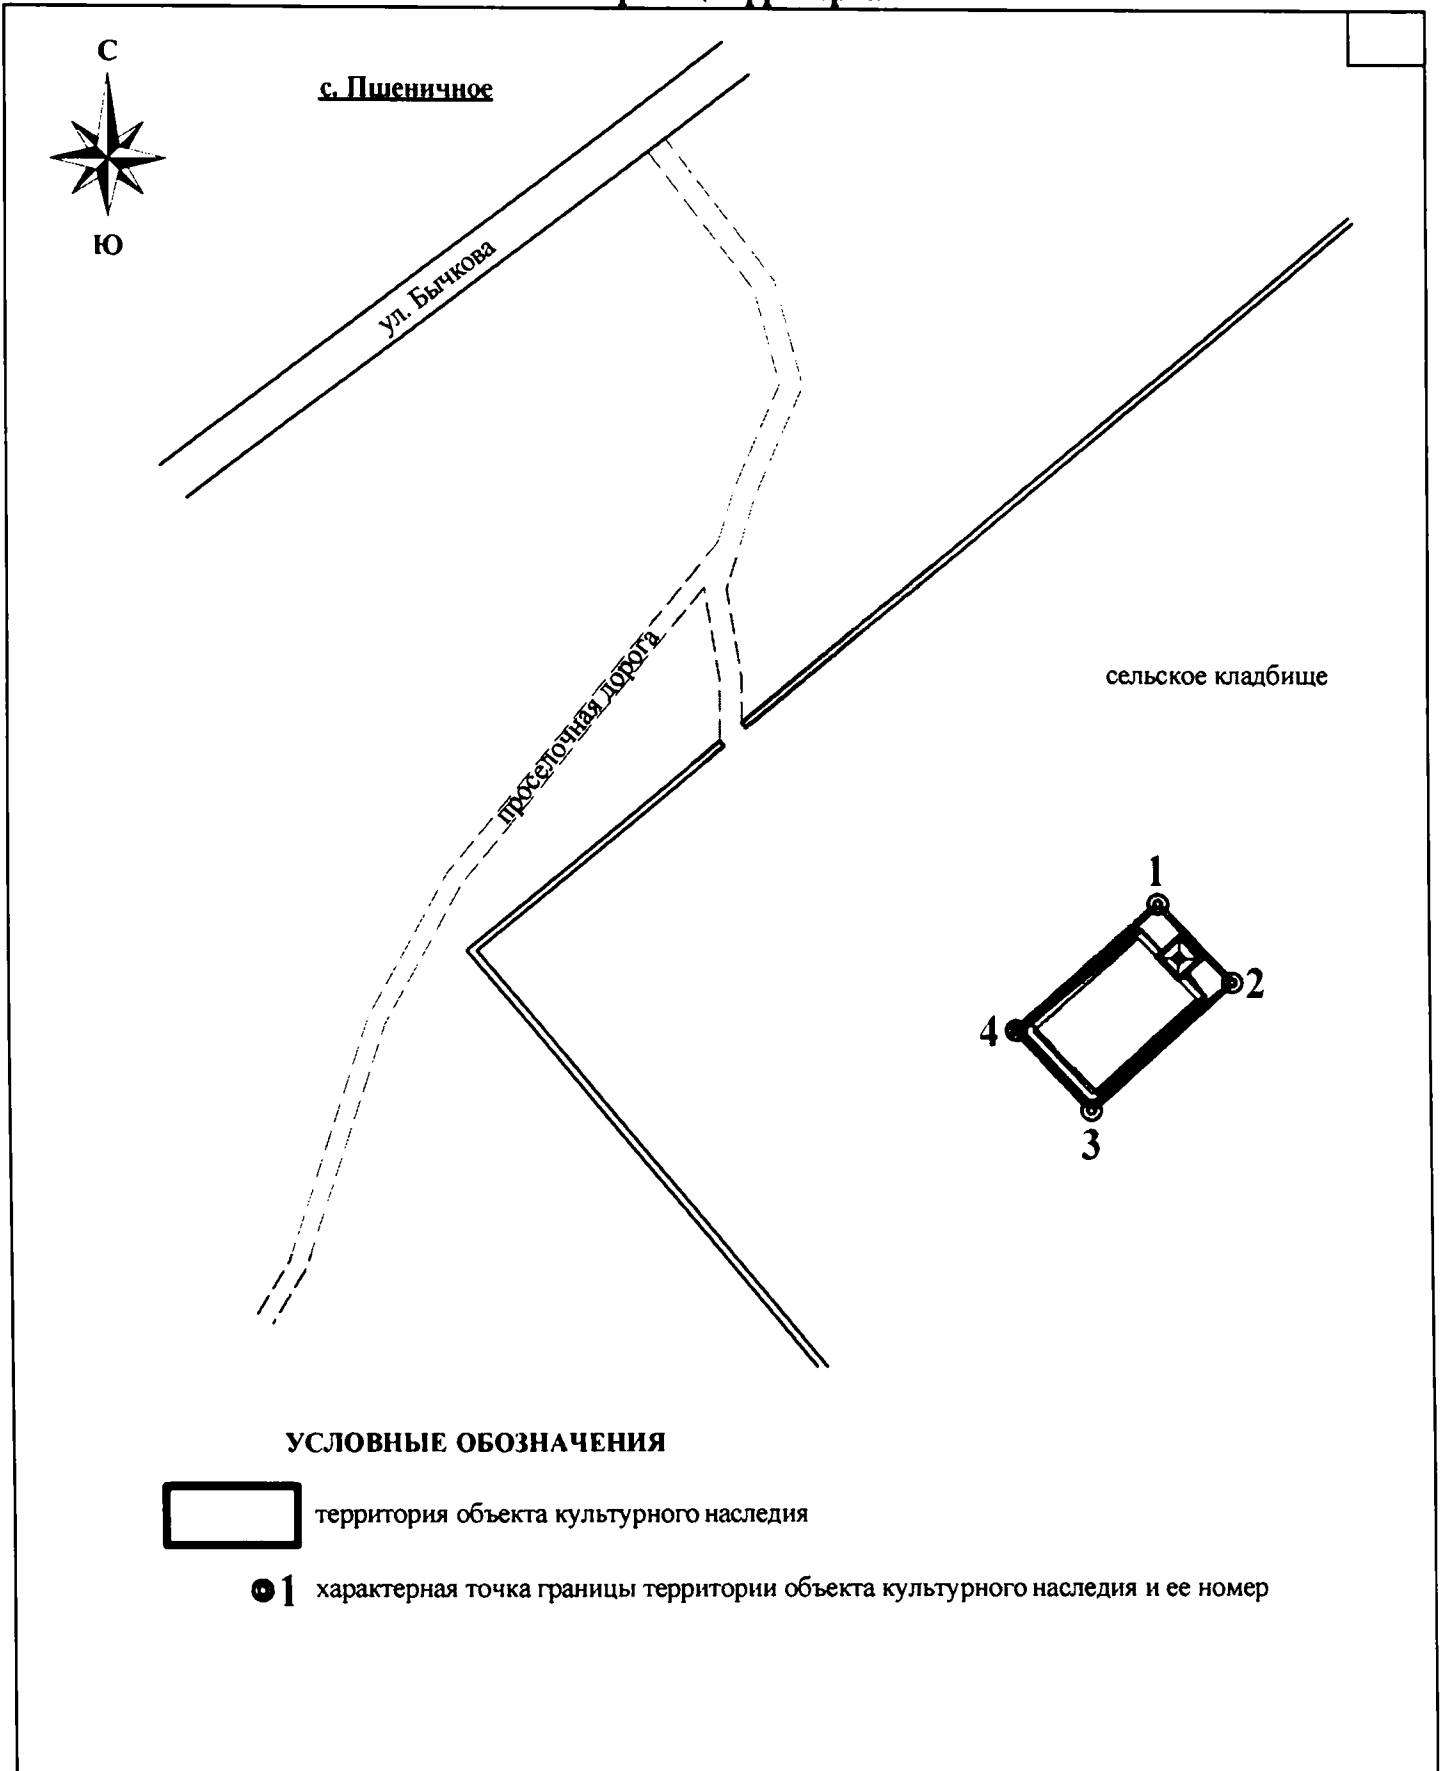 С
с. Пшеничное
Ю
ул. Бычкова
проселочная дорога
сельское кладбище
1
2
4
3
УСЛОВНЫЕ ОБОЗНАЧЕНИЯ
территория объекта культурного наследия
1 характерная точка границы территории объекта культурного наследия и ее номер